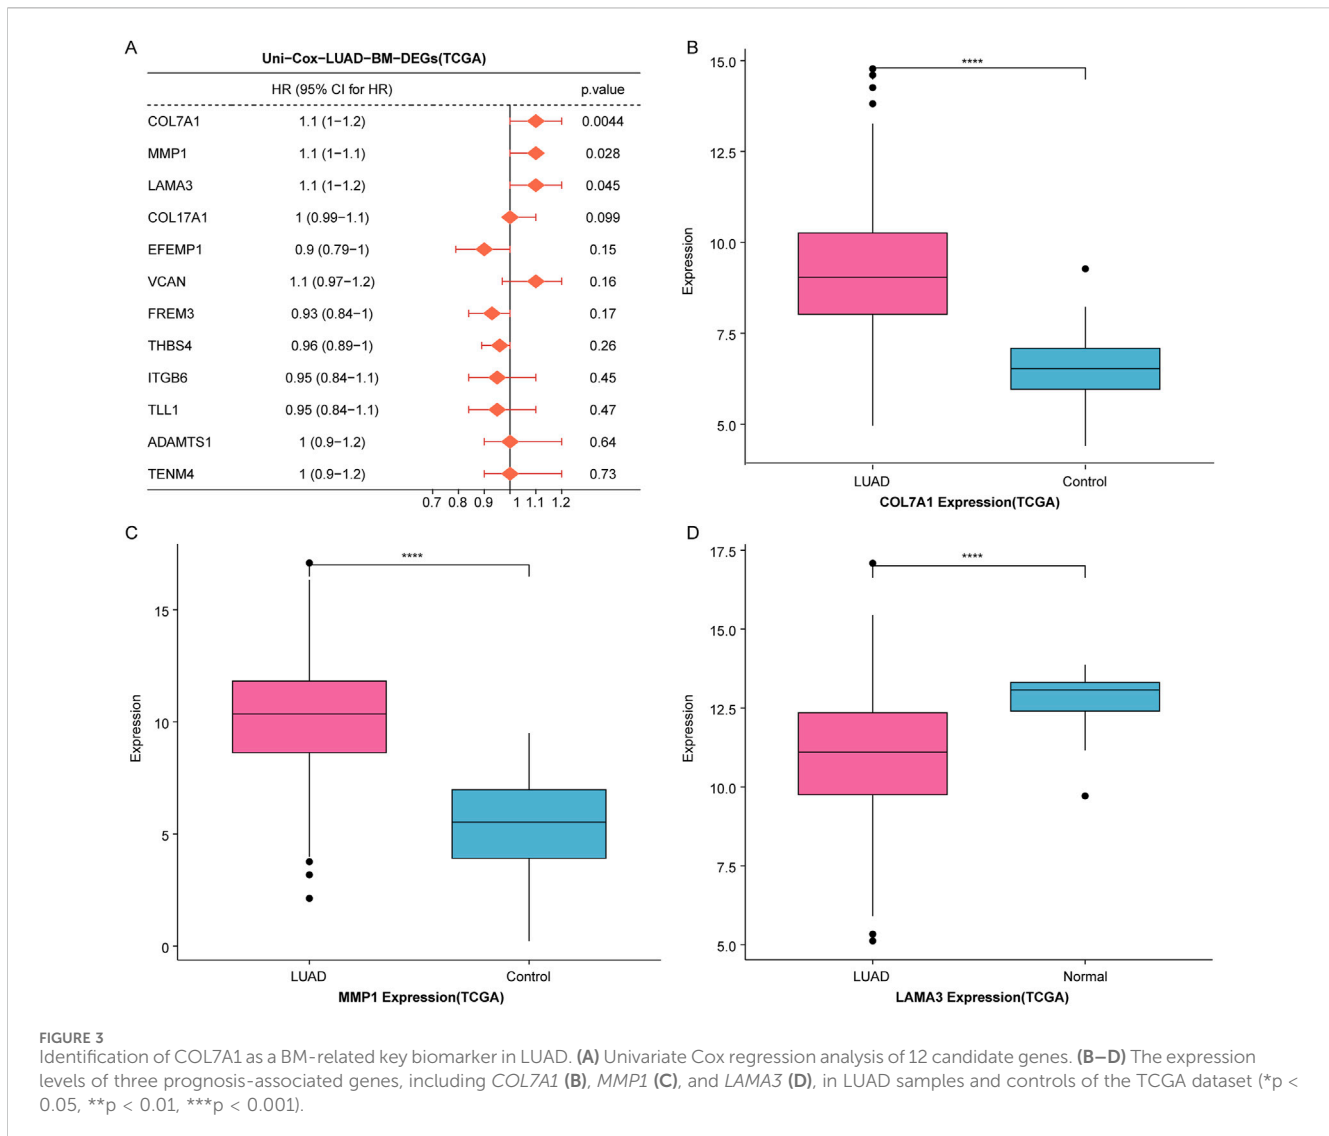 A
Uni−Cox−LUAD−BM−DEGs(TCGA)
HR (95% CI for HR) p.value
COL7A1 1.1 (1−1.2) 0.0044
MMP1 1.1 (1−1.1) 0.028
LAMA3 1.1 (1−1.2) 0.045
COL17A1 1 (0.99−1.1) 0.099
EFEMP1 0.9 (0.79−1) 0.15
VCAN 1.1 (0.97−1.2) 0.16
FREM3 0.93 (0.84−1) 0.17
THBS4 0.96 (0.89−1) 0.26
ITGB6 0.95 (0.84−1.1) 0.45
TLL1 0.95 (0.84−1.1) 0.47
ADAMTS1 1 (0.9−1.2) 0.64
TENM4 1 (0.9−1.2) 0.73
0.7 0.8 0.9 1 1.1 1.2
B
****
15.0
12.5
10.0
7.5
5.0
Expression
LUAD Control
COL7A1 Expression(TCGA)
C
****
15
10
5
0
Expression
LUAD Control
MMP1 Expression(TCGA)
D
****
17.5
15.0
12.5
10.0
7.5
5.0
Expression
LUAD Normal
LAMA3 Expression(TCGA)
FIGURE 3
Identification of COL7A1 as a BM-related key biomarker in LUAD. (A) Univariate Cox regression analysis of 12 candidate genes. (B–D) The expression
levels of three prognosis-associated genes, including COL7A1 (B), MMP1 (C), and LAMA3 (D), in LUAD samples and controls of the TCGA dataset (*p <
0.05, **p < 0.01, ***p < 0.001).